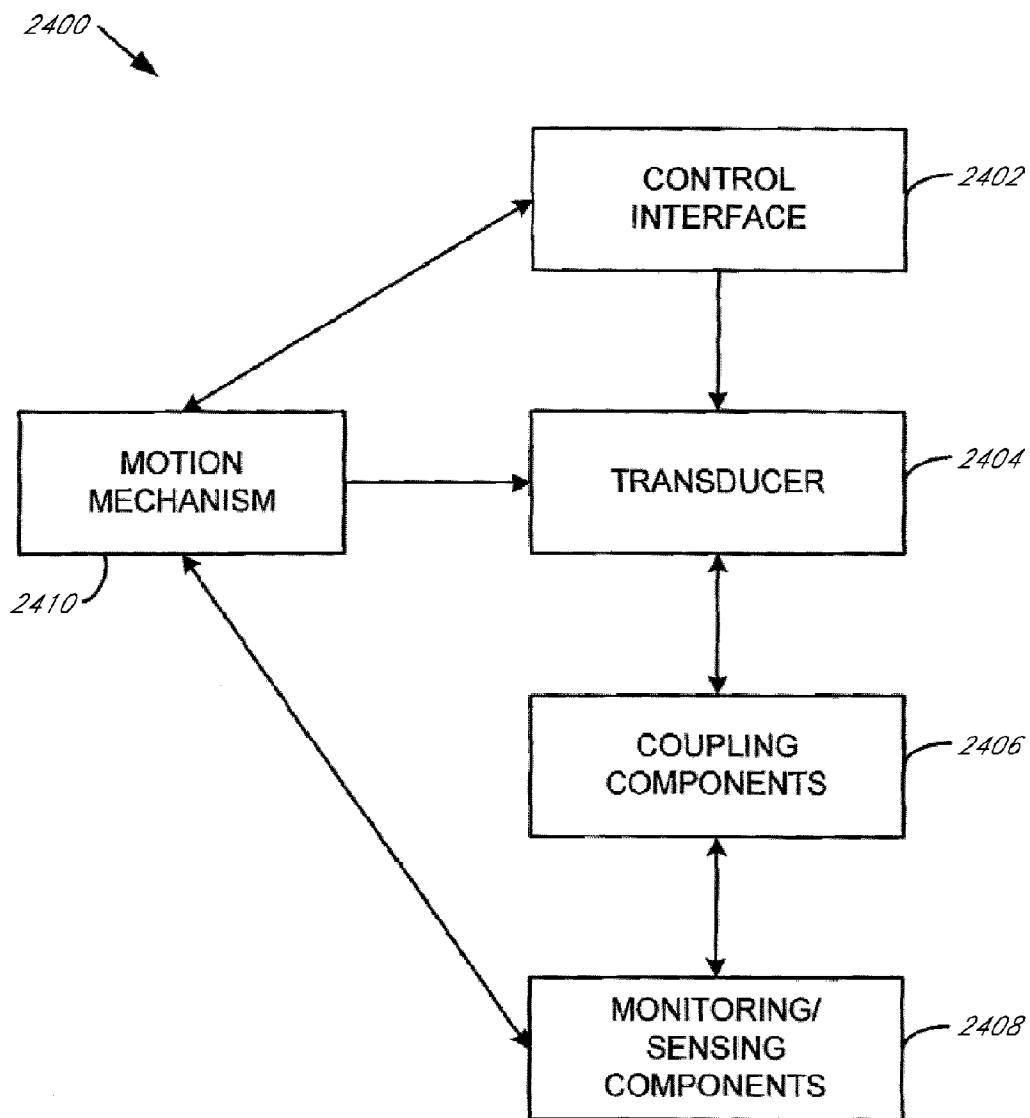 2400
CONTROL
INTERFACE
2402
MOTION
MECHANISM
2410
TRANSDUCER
2404
COUPLING
COMPONENTS
2406
MONITORING/
SENSING
COMPONENTS
2408